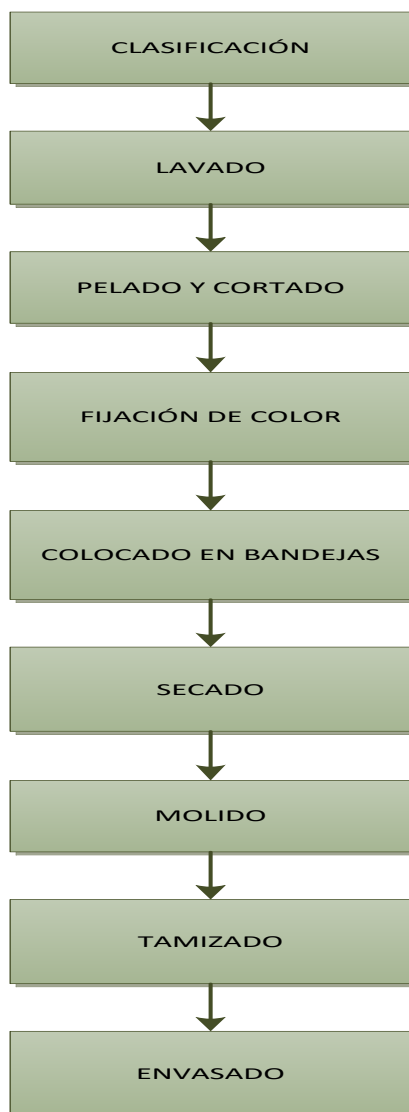 CLASIFICACIÓN
LAVADO
PELADO Y CORTADO
FIJACIÓN DE COLOR
COLOCADO EN BANDEJAS
SECADO
MOLIDO
TAMIZADO
ENVASADO